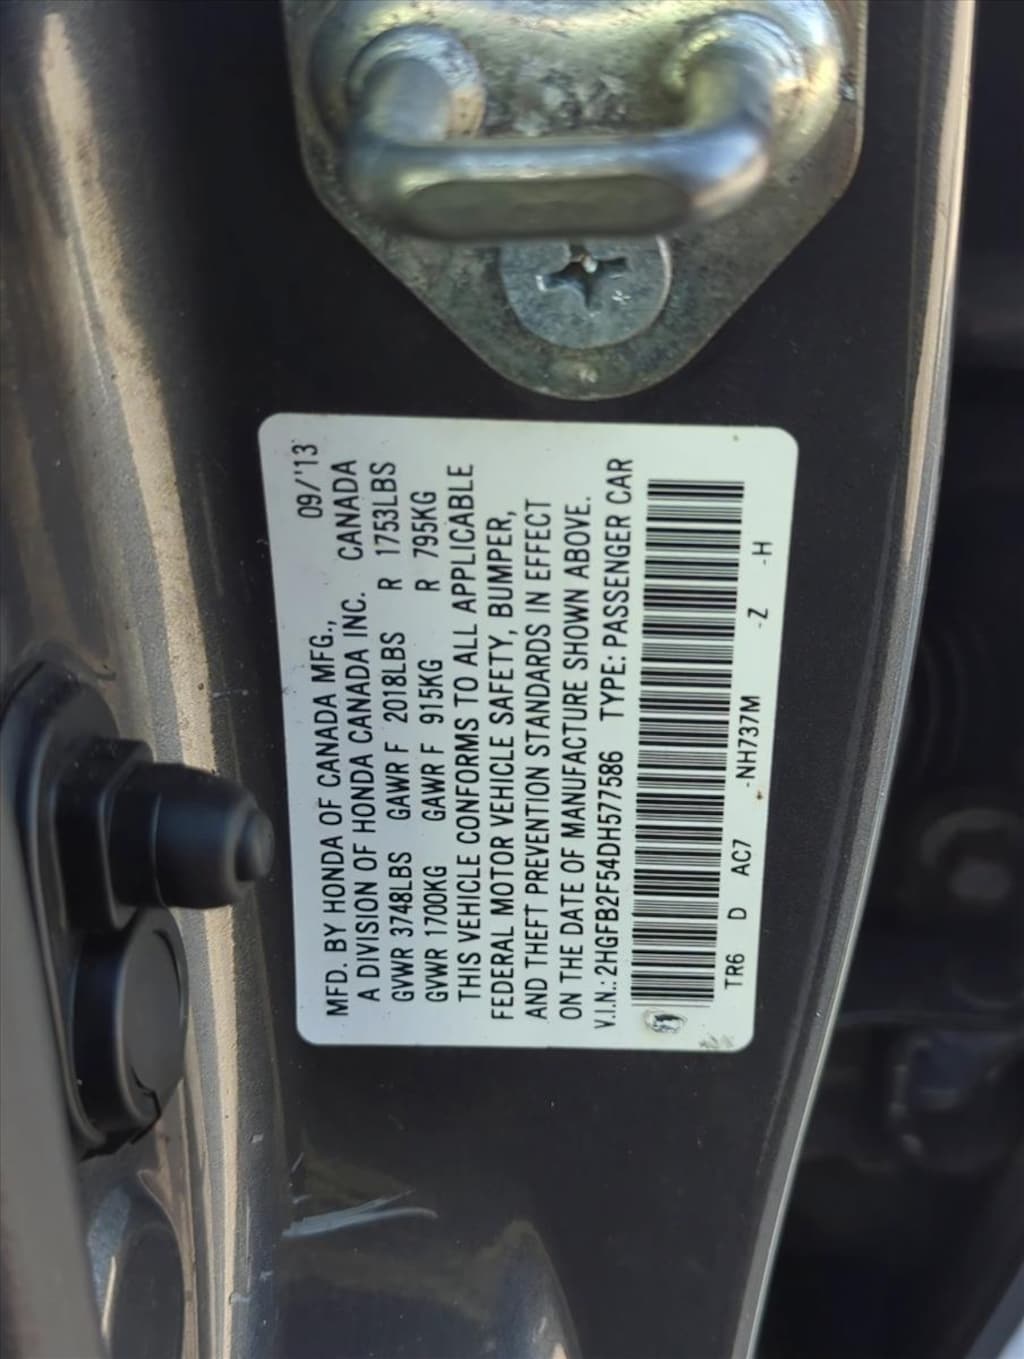 09/'13
MFD. BY HONDA OF CANADA MFG.,
A DIVISION OF HONDA CANADA INC. CANADA
GVWR 3748LBS GAWR F 2018LBS R 1753LBS
GVWR 1700KG GAWR F 915KG R 795KG
THIS VEHICLE CONFORMS TO ALL APPLICABLE
FEDERAL MOTOR VEHICLE SAFETY, BUMPER,
AND THEFT PREVENTION STANDARDS IN EFFECT
ON THE DATE OF MANUFACTURE SHOWN ABOVE.
V.I.N.: 2HGFB2F54DH577586 TYPE: PASSENGER CAR
TR6 D AC7 -NH737M -Z -H